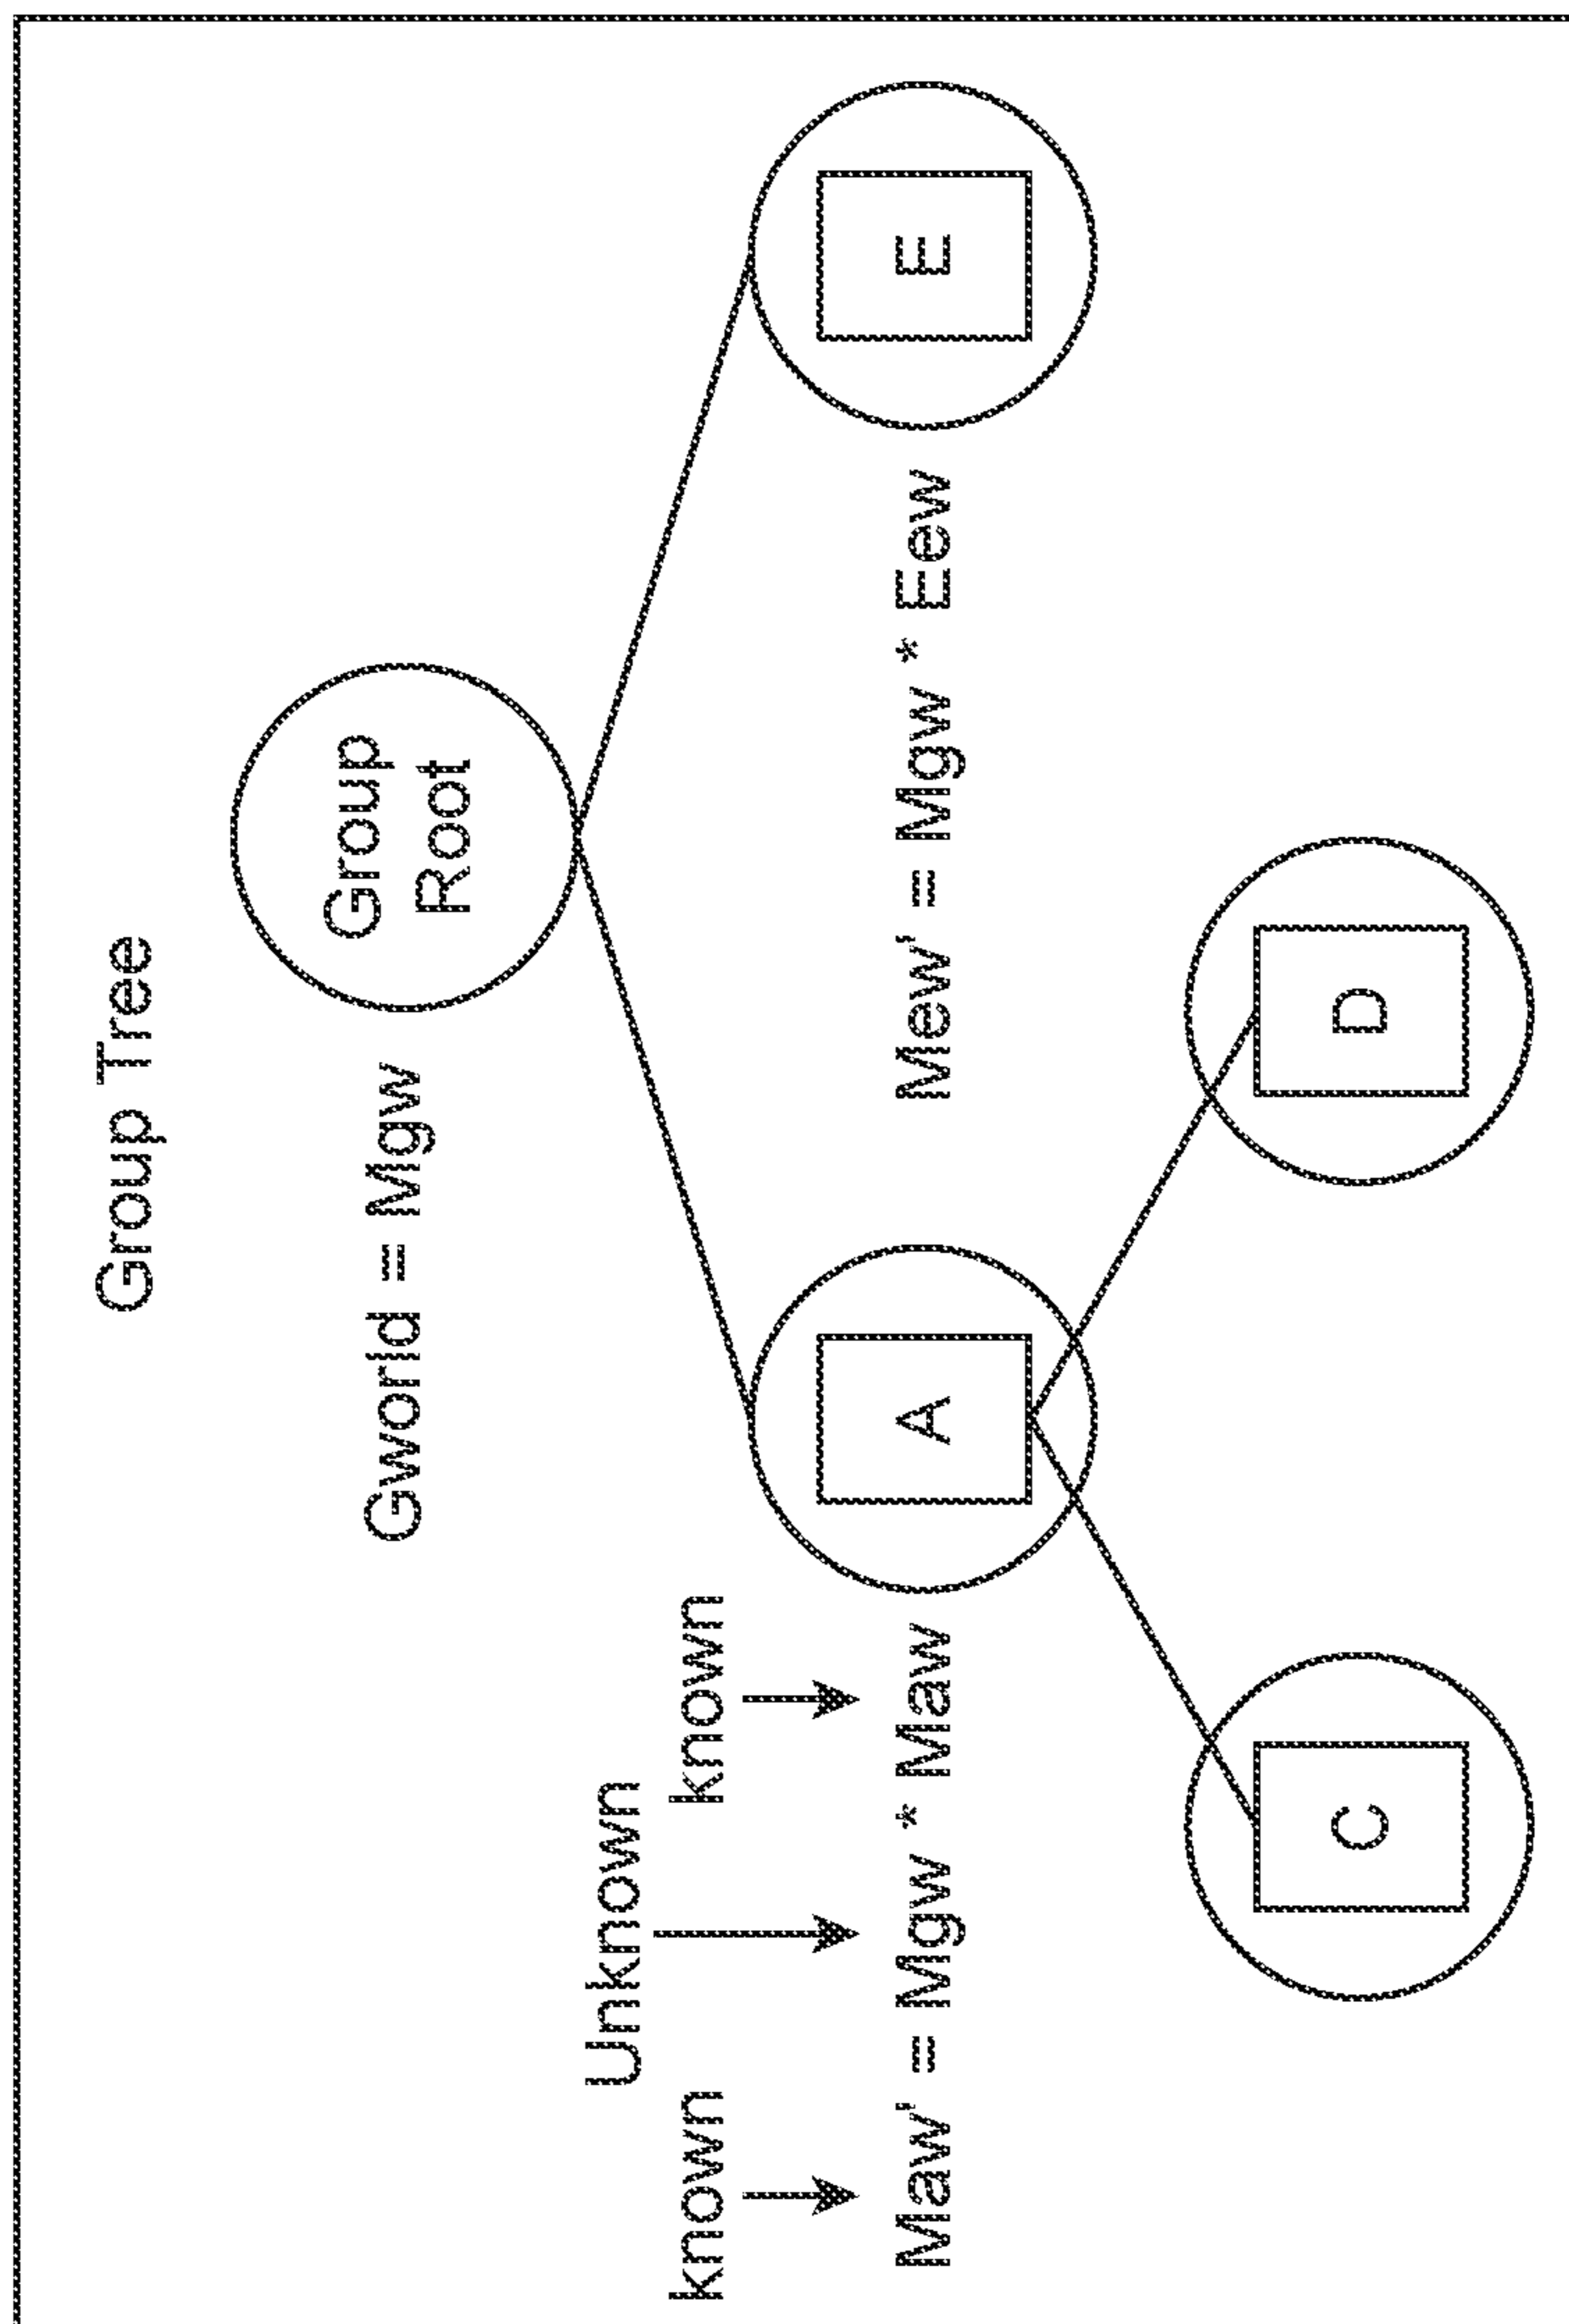 Group Tree
Gworld = Mgw
Group
Root
Unknown
known
known
Maw' = Mgw * Maw
A
Mew' = Mgw * Eew
E
C
D